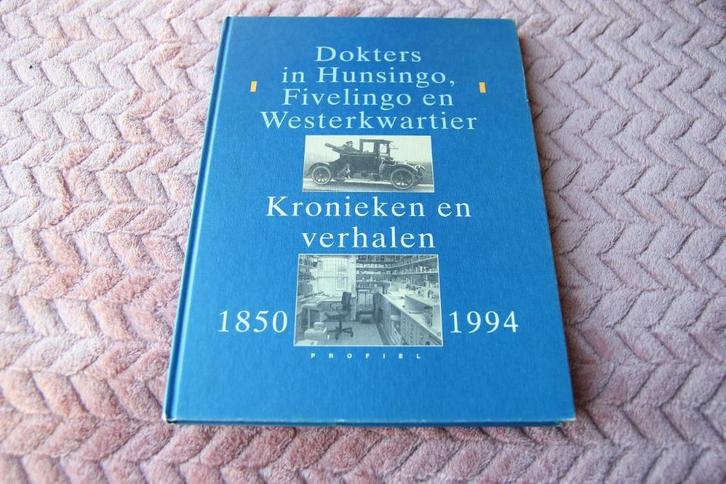 Dokters
in Hunsingo,
Fivelingo en
Westerkwartier
Kronieken en
verhalen
1850 1994
PROFIEL